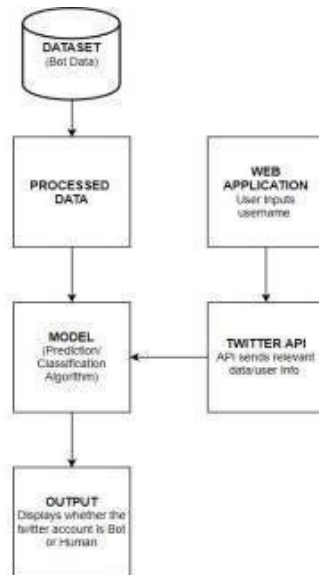 DATASET
(Bot Data)
PROCESSED
DATA
WEB
APPLICATION
User Inputs
username
MODEL
(Prediction/
Classification
Algorithm)
TWITTER API
API sends relevant
data/user Info
OUTPUT
Displays whether the
twitter account is Bot
or Human